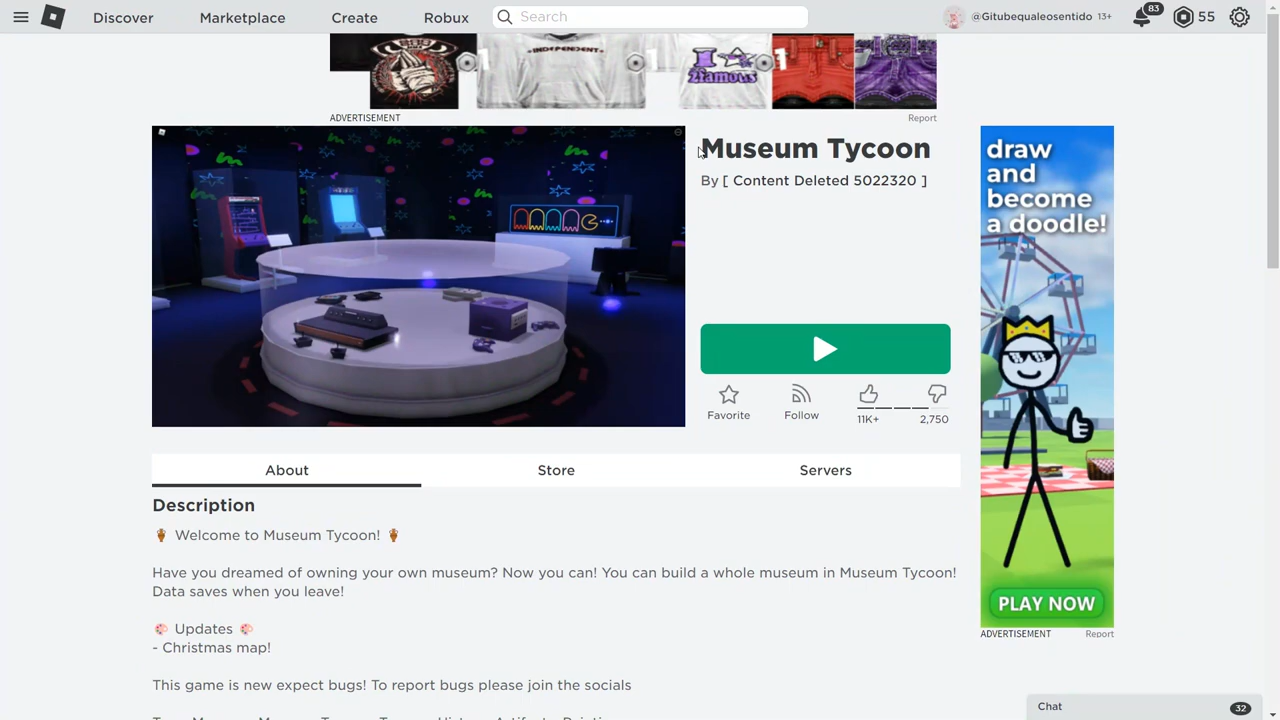 Discover
Marketplace
Create
Robux
Search
@Gitubequaleosentido 13+
83
55
INDEPENDENT
I
2famous
ADVERTISEMENT
Report
Museum Tycoon
By [ Content Deleted 5022320 ]
Favorite
Follow
11K+
2,750
draw
and
become
a doodle!
PLAY NOW
ADVERTISEMENT
Report
About
Store
Servers
Description
Welcome to Museum Tycoon!
Have you dreamed of owning your own museum? Now you can! You can build a whole museum in Museum Tycoon!
Data saves when you leave!
Updates
- Christmas map!
This game is new expect bugs! To report bugs please join the socials
Chat
32